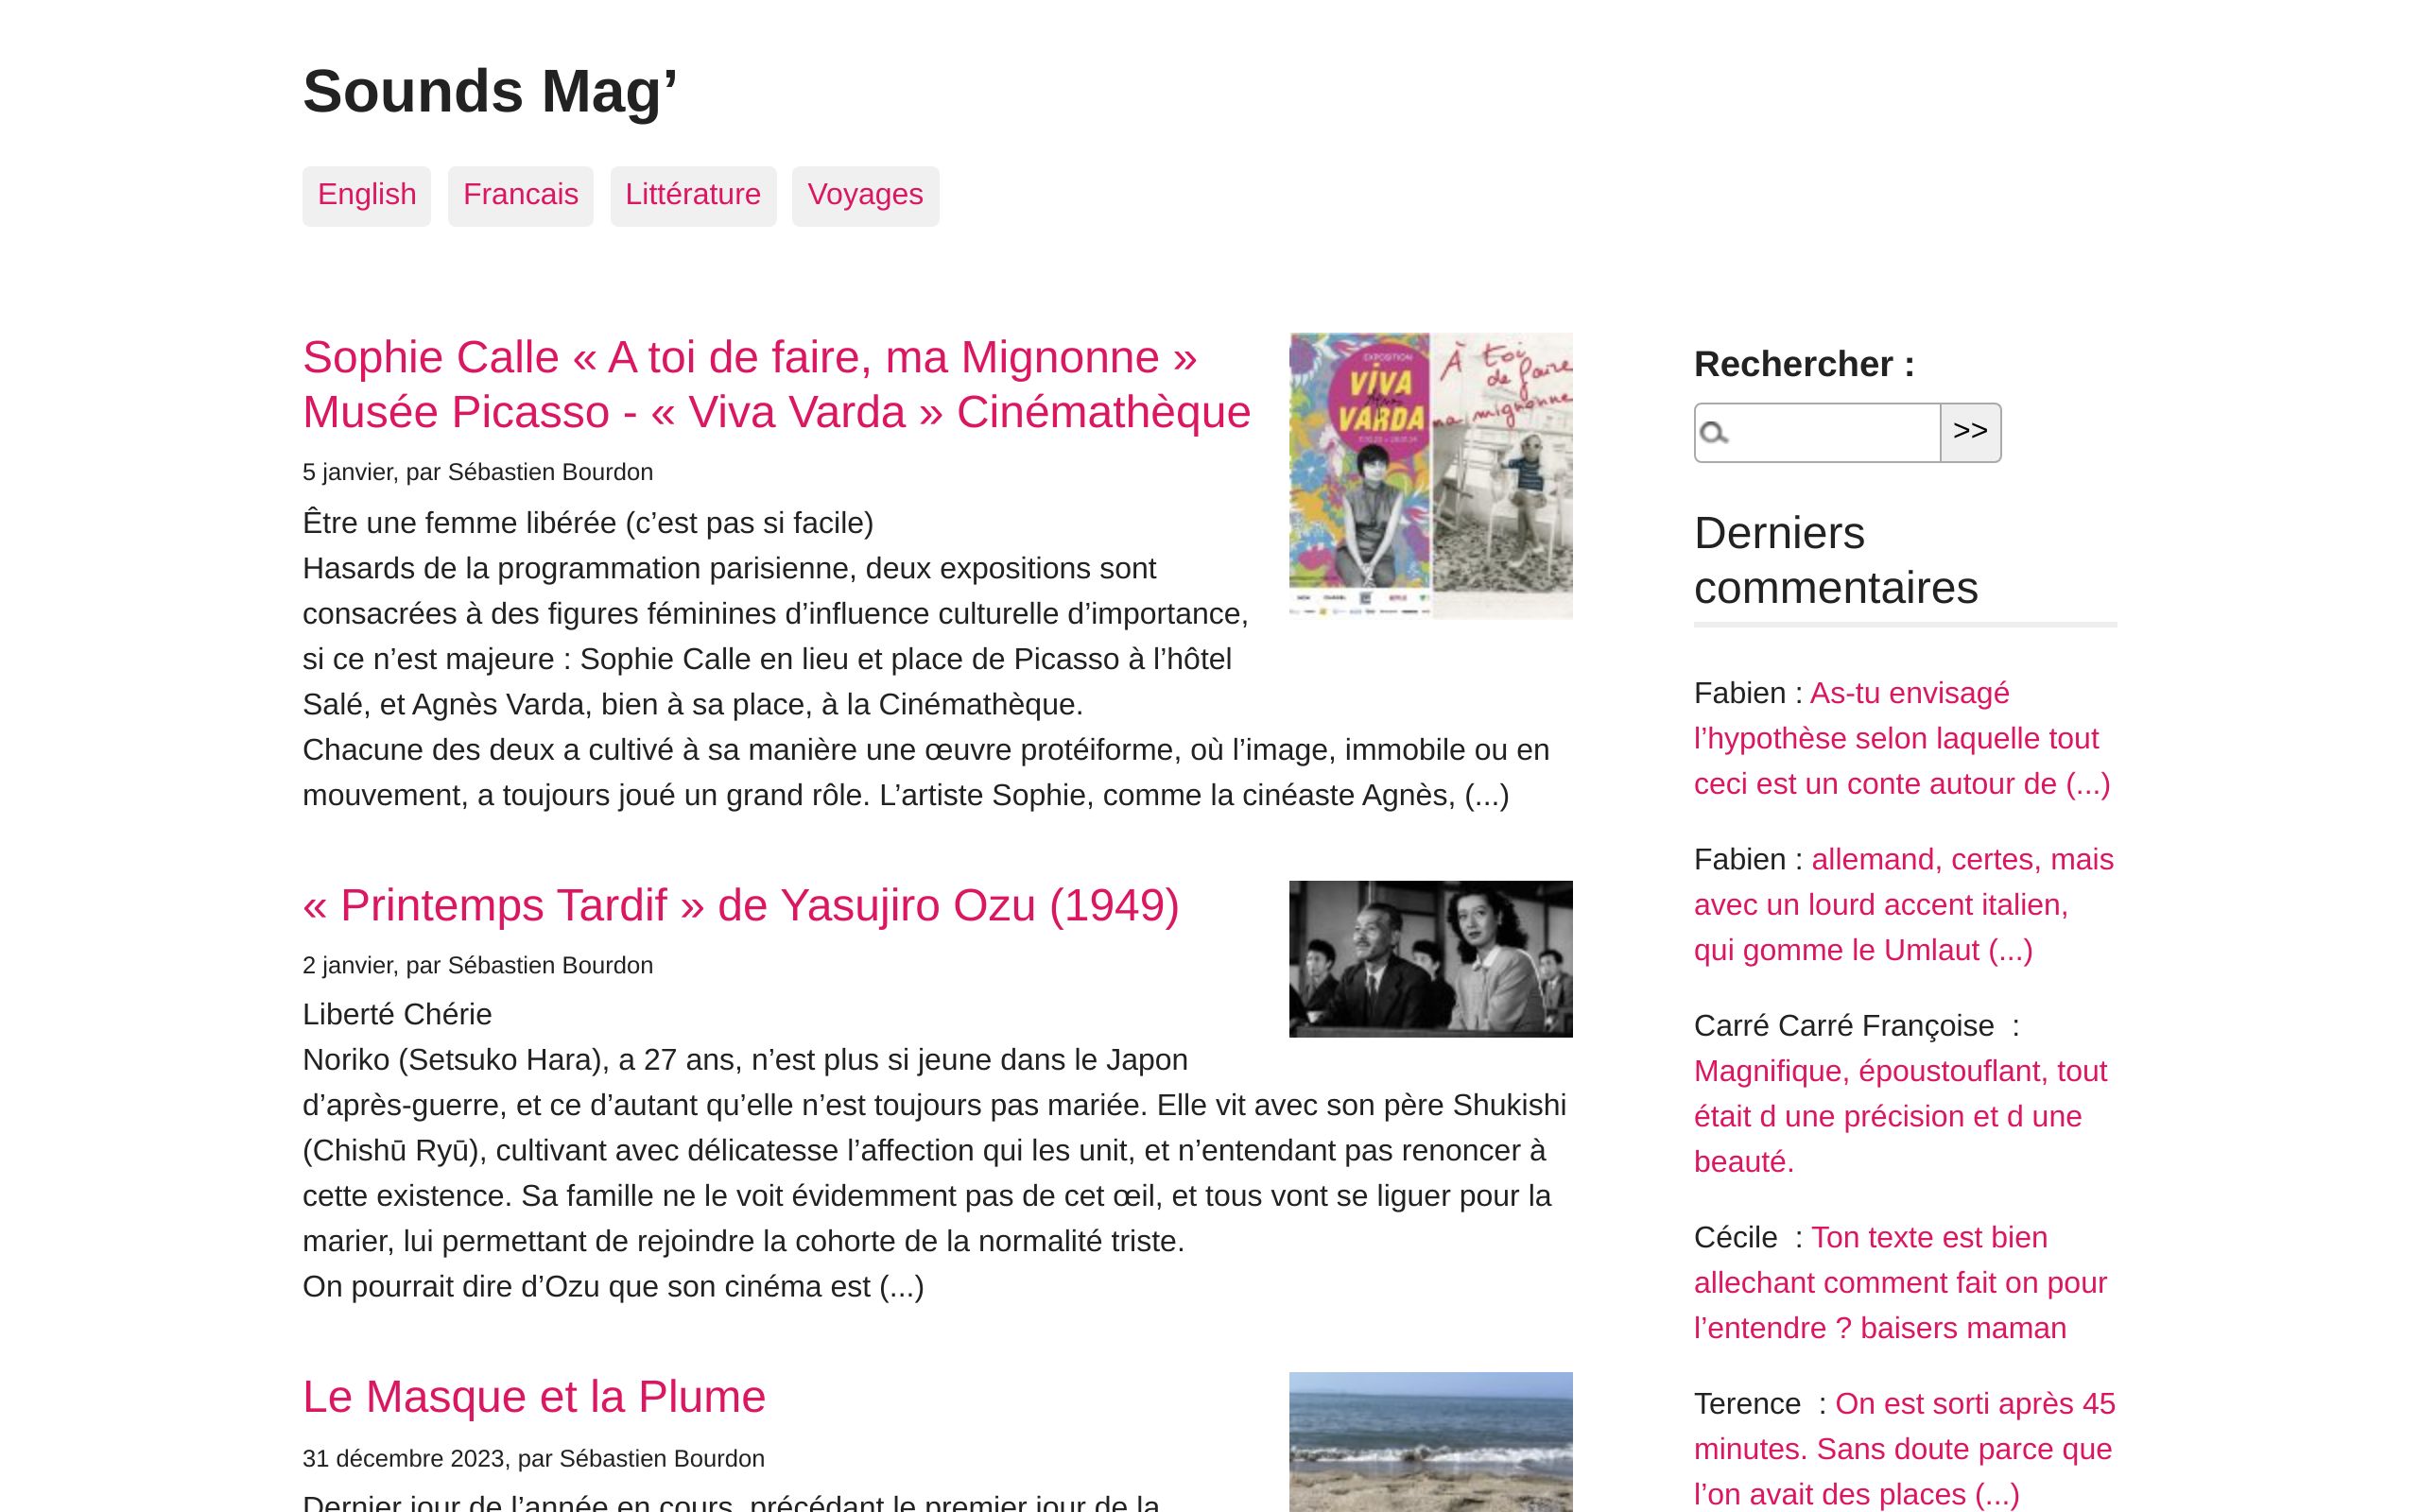 Sounds Mag’
English
Francais
Littérature
Voyages
Sophie Calle « A toi de faire, ma Mignonne »
Musée Picasso - « Viva Varda » Cinémathèque
5 janvier, par Sébastien Bourdon
Être une femme libérée (c’est pas si facile)
Hasards de la programmation parisienne, deux expositions sont
consacrées à des figures féminines d’influence culturelle d’importance,
si ce n’est majeure : Sophie Calle en lieu et place de Picasso à l’hôtel
Salé, et Agnès Varda, bien à sa place, à la Cinémathèque.
Chacune des deux a cultivé à sa manière une œuvre protéiforme, où l’image, immobile ou en
mouvement, a toujours joué un grand rôle. L’artiste Sophie, comme la cinéaste Agnès, (...)
EXPOSITION
VIVA
VARDA
À toi
de faire
ma mignonne
« Printemps Tardif » de Yasujiro Ozu (1949)
2 janvier, par Sébastien Bourdon
Liberté Chérie
Noriko (Setsuko Hara), a 27 ans, n’est plus si jeune dans le Japon
d’après-guerre, et ce d’autant qu’elle n’est toujours pas mariée. Elle vit avec son père Shukishi
(Chishū Ryū), cultivant avec délicatesse l’affection qui les unit, et n’entendant pas renoncer à
cette existence. Sa famille ne le voit évidemment pas de cet œil, et tous vont se liguer pour la
marier, lui permettant de rejoindre la cohorte de la normalité triste.
On pourrait dire d’Ozu que son cinéma est (...)
Le Masque et la Plume
31 décembre 2023, par Sébastien Bourdon
Dernier jour de l’année en cours, précédant le premier jour de la
Rechercher :
>>
Derniers
commentaires
Fabien : As-tu envisagé
l’hypothèse selon laquelle tout
ceci est un conte autour de (...)
Fabien : allemand, certes, mais
avec un lourd accent italien,
qui gomme le Umlaut (...)
Carré Carré Françoise  :
Magnifique, époustouflant, tout
était d une précision et d une
beauté.
Cécile  : Ton texte est bien
allechant comment fait on pour
l’entendre ? baisers maman
Terence  : On est sorti après 45
minutes. Sans doute parce que
l’on avait des places (...)